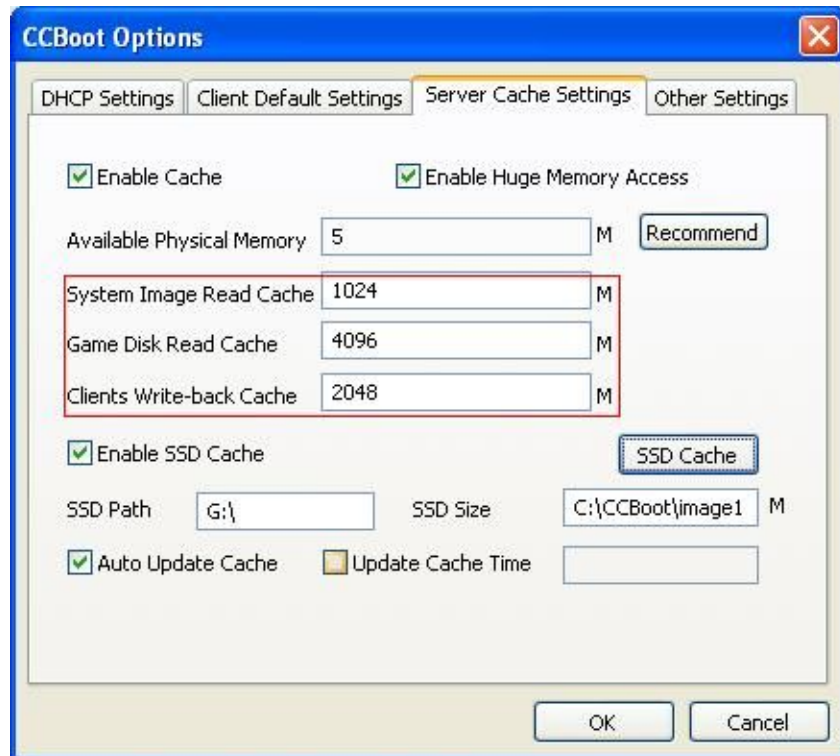 CCBoot Options
DHCP Settings Client Default Settings Server Cache Settings Other Settings
Enable Cache Enable Huge Memory Access
Available Physical Memory 5 M Recommend
System Image Read Cache 1024 M
Game Disk Read Cache 4096 M
Clients Write-back Cache 2048 M
Enable SSD Cache SSD Cache
SSD Path G:\ SSD Size C:\CCBoot\image1 M
Auto Update Cache Update Cache Time
OK Cancel